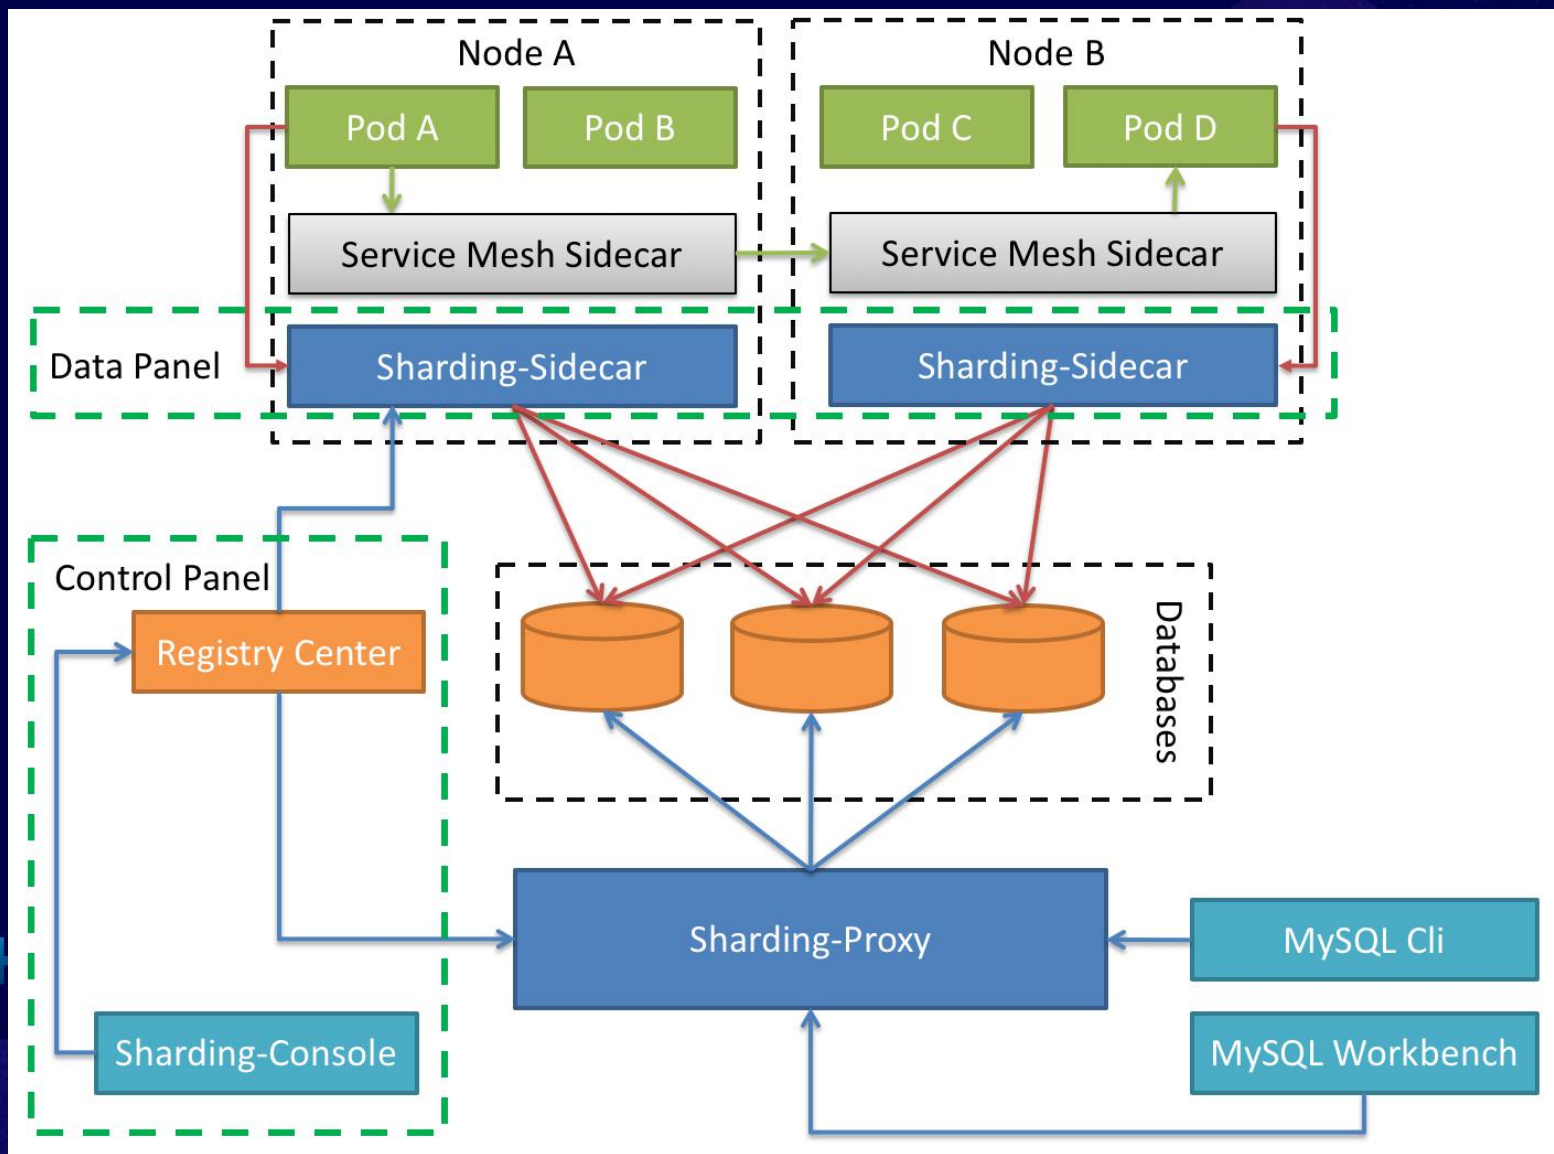 Node A
Node B
Pod A
Pod B
Pod C
Pod D
Service Mesh Sidecar
Service Mesh Sidecar
Data Panel
Sharding-Sidecar
Sharding-Sidecar
Control Panel
Registry Center
Databases
Sharding-Proxy
MySQL Cli
Sharding-Console
MySQL Workbench